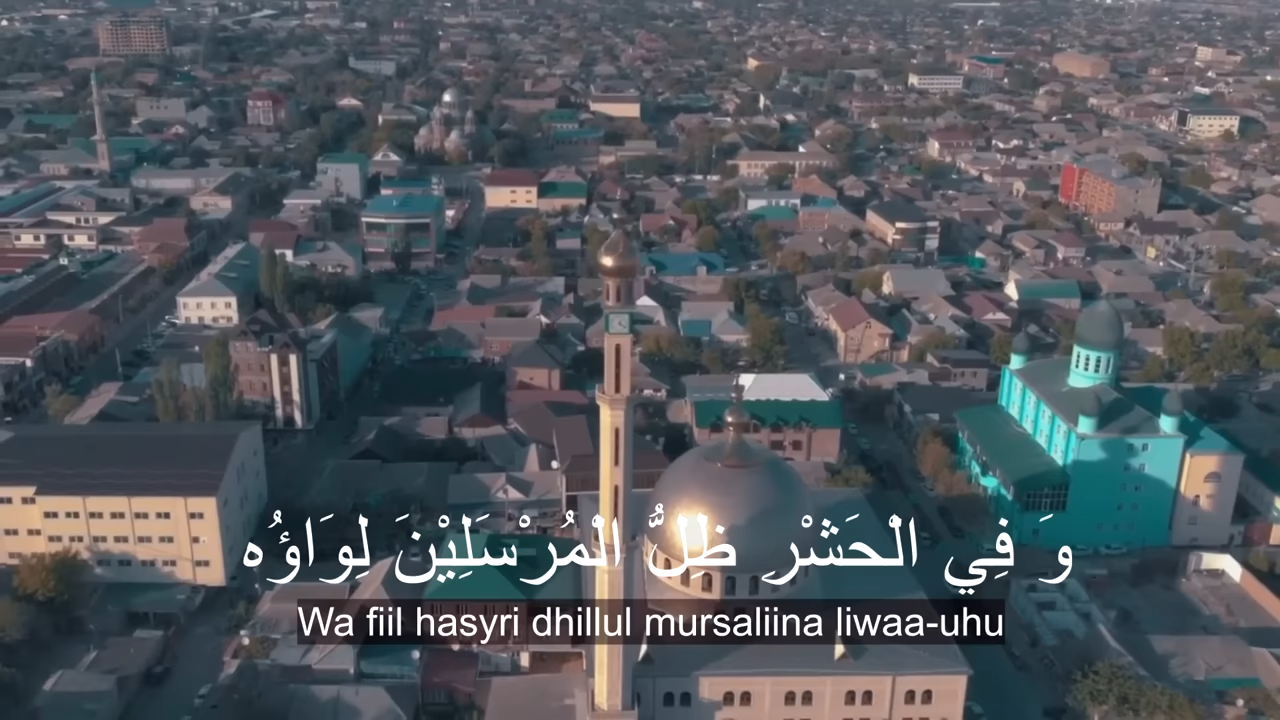 وَ فِي الْحَشْرِ ظِلُّ الْمُرْسَلِيْنَ لِوَاؤُه
Wa fiil hasyri dhillul mursaliina liwaa-uhu